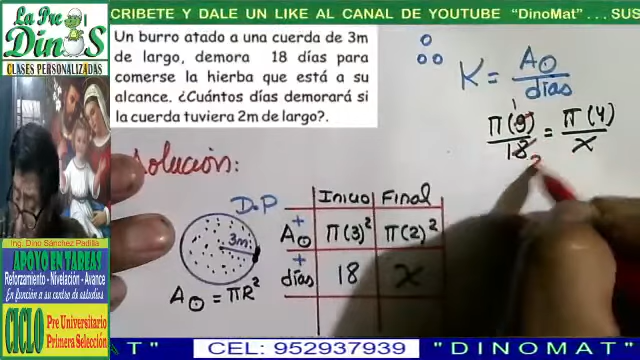 La Pre
DinoS
CLASES PERSONALIZADAS
CRIBETE Y DALE UN LIKE AL CANAL DE YOUTUBE "DinoMat"... SUS
Un burro atado a una cuerda de 3m
de largo, demora 18 días para
comerse la hierba que está a su
alcance. ¿Cuántos días demorará si
la cuerda tuviera 2m de largo?.
K = A⊙/días
π(9)/18 = π(4)/x
1
2
Solución:
D.P
Inicio Final
3m
A⊙ π(3)² π(2)²
+
días 18 x
+
A⊙ = πR²
Ing. Dino Sánchez Padilla
APOYO EN TAREAS
Reforzamiento - Nivelación - Avance
En función a su centro de estudios
CICLO Pre Universitario
Primera Selección
A T" CEL: 952937939 "DINOMAT"